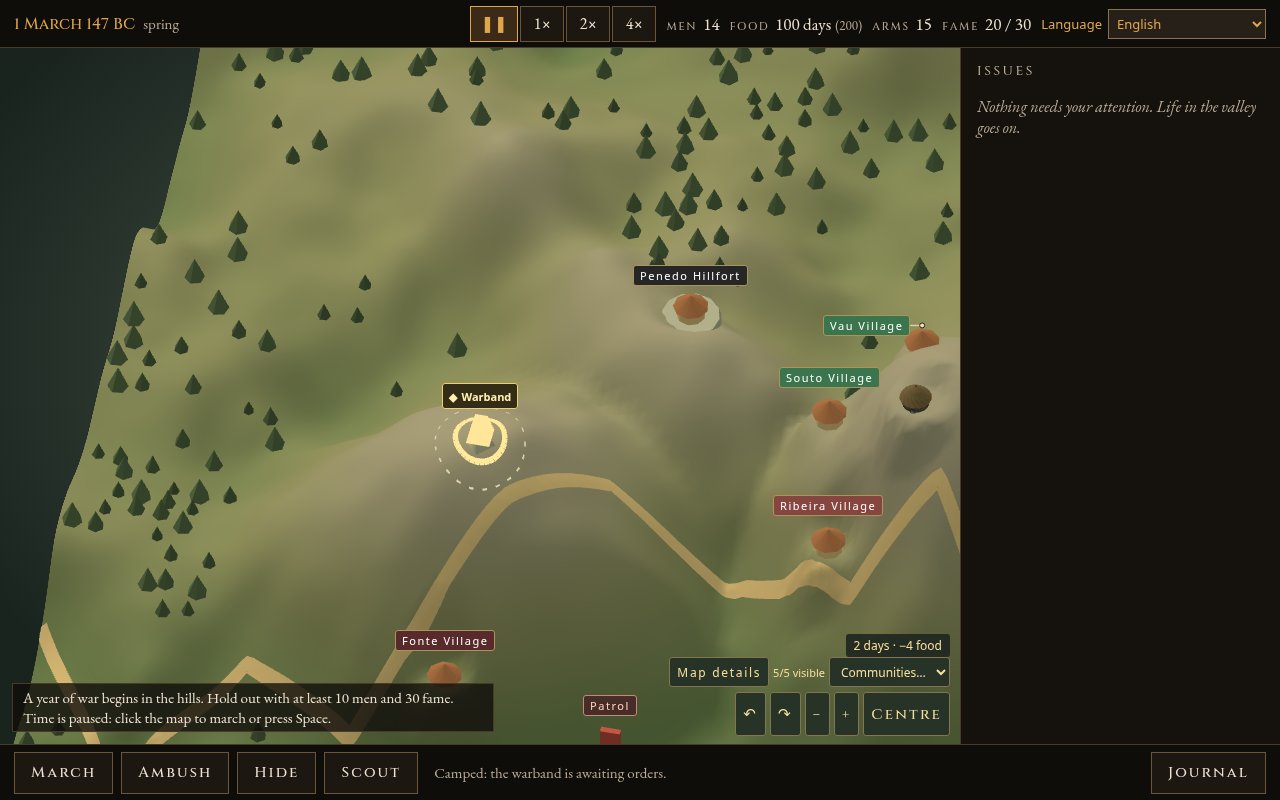 1 MARCH 147 BC spring
1× 2× 4× MEN 14 FOOD 100 days (200) ARMS 15 FAME 20 / 30 Language English
ISSUES
Nothing needs your attention. Life in the valley
goes on.
Penedo Hillfort
Vau Village
Souto Village
◆ Warband
Ribeira Village
Fonte Village
2 days · −4 food
Map details 5/5 visible Communities...
A year of war begins in the hills. Hold out with at least 10 men and 30 fame.
Time is paused: click the map to march or press Space.
Patrol
↶ ↷ − + CENTRE
MARCH AMBUSH HIDE SCOUT Camped: the warband is awaiting orders. JOURNAL